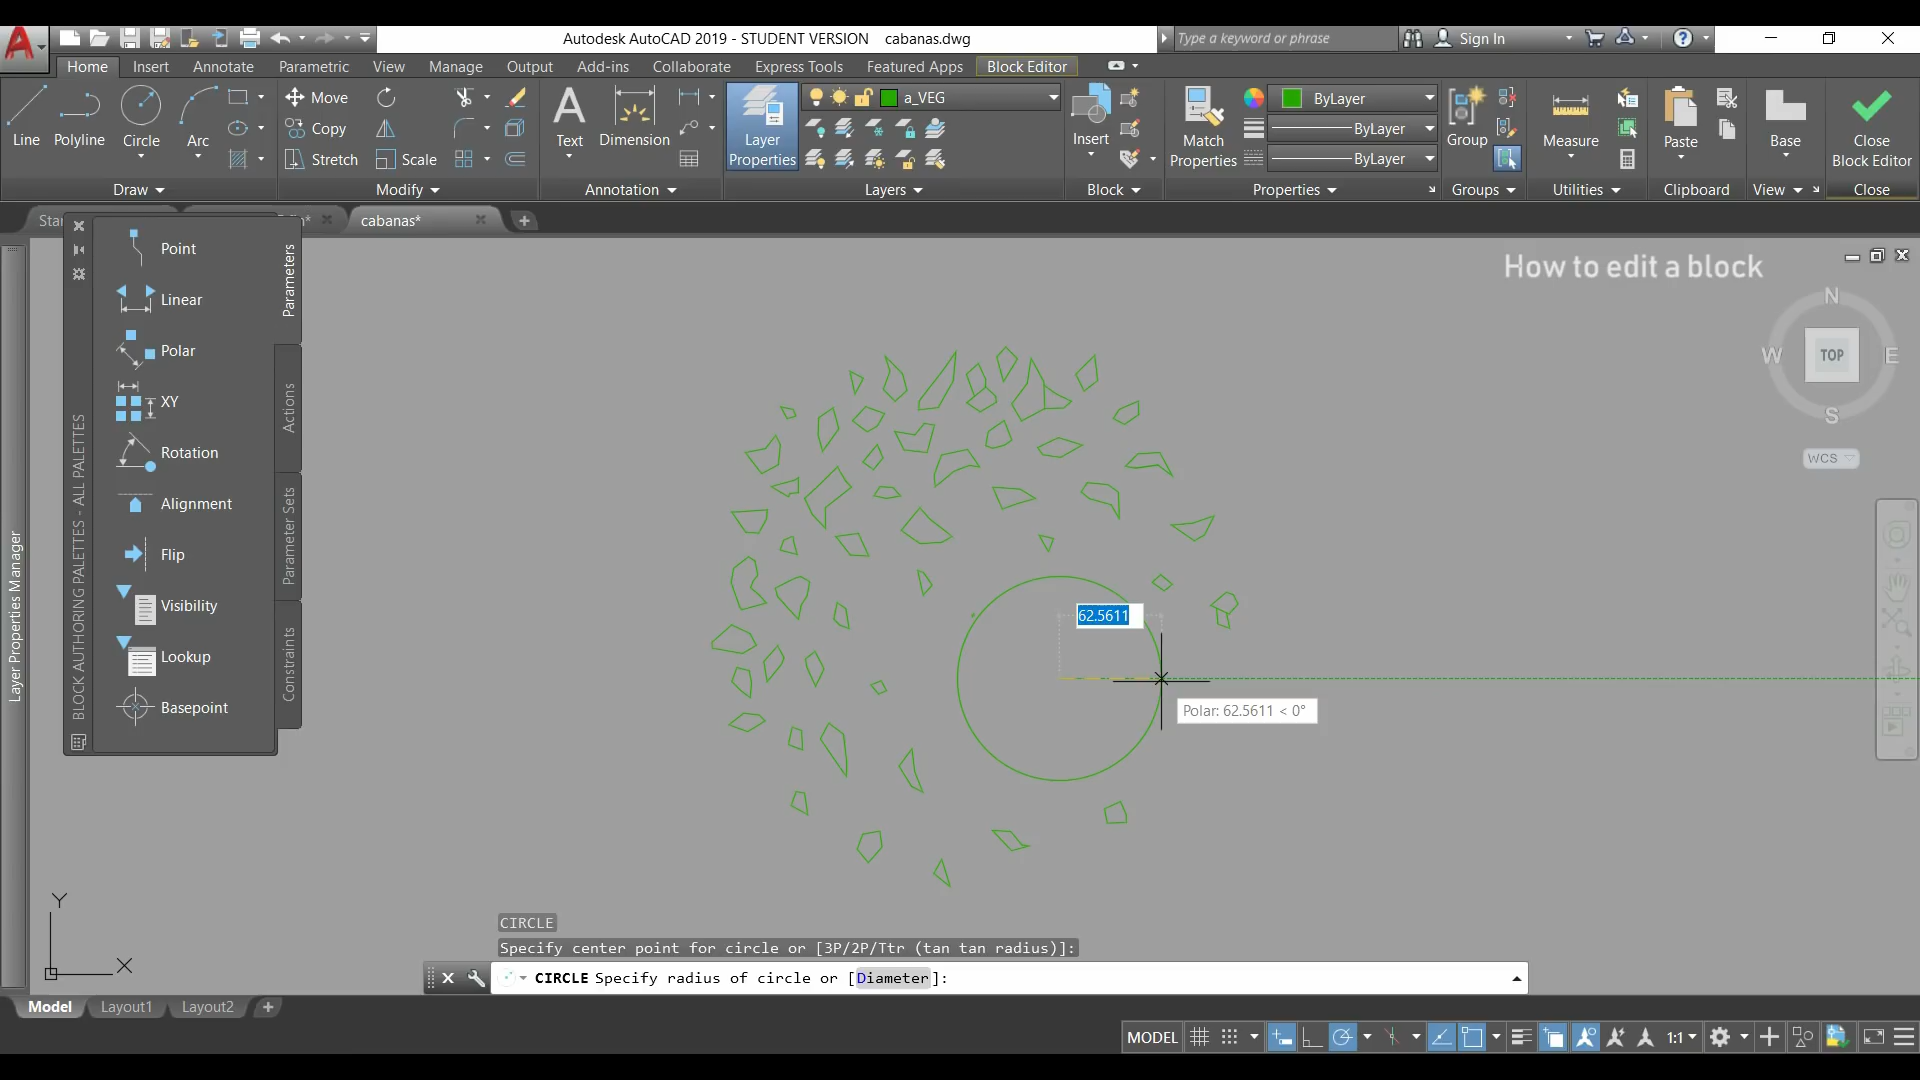 Autodesk AutoCAD 2019 - STUDENT VERSION cabanas.dwg
Type a keyword or phrase
Sign In
Home Insert Annotate Parametric View Manage Output Add-ins Collaborate Express Tools Featured Apps Block Editor
Line Polyline Circle Arc
Move
Copy
Stretch Scale
Text Dimension
Layer Properties
a_VEG
Insert
Match Properties
ByLayer
ByLayer
ByLayer
Group
Measure
Paste
Base
Close Block Editor
Draw Modify Annotation Layers Block Properties Groups Utilities Clipboard View Close
Star
cabanas*
How to edit a block
Point
Linear
Polar
XY
Rotation
Alignment
Flip
Visibility
Lookup
Basepoint
Parameters
Actions
Parameter Sets
Constraints
BLOCK AUTHORING PALETTES - ALL PALETTES
Layer Properties Manager
N
W TOP E
S
WCS
62.5611
Polar: 62.5611 < 0°
Y
X
CIRCLE
Specify center point for circle or [3P/2P/Ttr (tan tan radius)]:
CIRCLE Specify radius of circle or [Diameter]:
Model Layout1 Layout2
MODEL
1:1